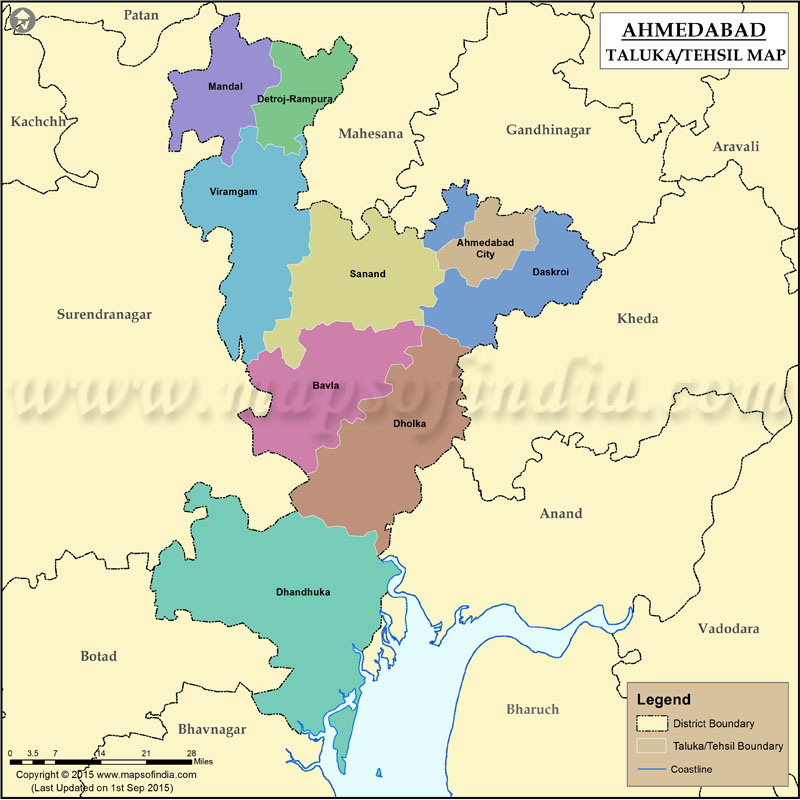 AHMEDABAD
TALUKA/TEHSIL MAP
Patan
Mandal
Detroj-Rampura
Kachchh
Mahesana
Gandhinagar
Aravali
Viramgam
Ahmedabad
City
Sanand
Daskroi
Surendranagar
Kheda
www.mapsofindia.com
Bavla
Dholka
Anand
Dhandhuka
Vadodara
Botad
Bharuch
Bhavnagar
Legend
District Boundary
Taluka/Tehsil Boundary
Coastline
0 3.5 7 14 21 28
Miles
Copyright © 2015 www.mapsofindia.com
(Last Updated on 1st Sep 2015)